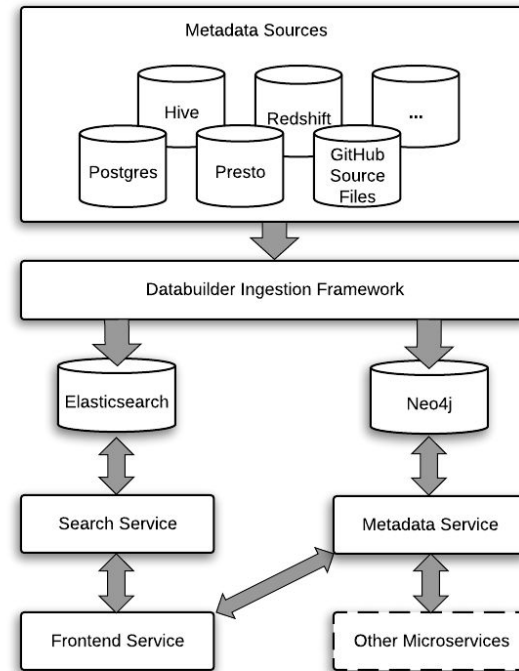 Metadata Sources
Hive
Redshift
...
Postgres
Presto
GitHub
Source
Files
Databuilder Ingestion Framework
Elasticsearch
Neo4j
Search Service
Metadata Service
Frontend Service
Other Microservices